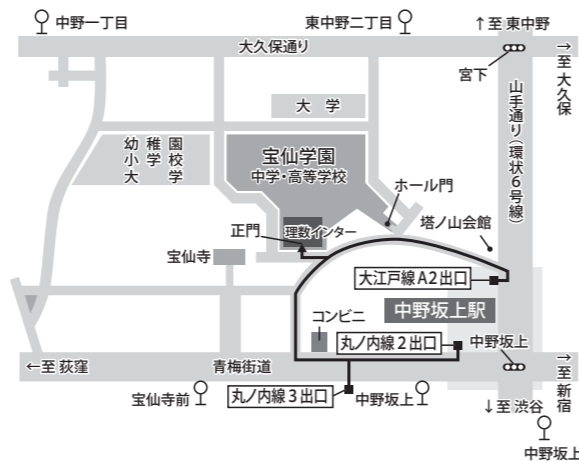 中野一丁目
東中野二丁目
↑至 東中野
大久保通り
→至 大久保
宮下
山手通り(環状6号線)
大 学
幼 稚 園
小 学 校
大 学
宝仙学園
中学・高等学校
ホール門
理数インター
正門
塔ノ山会館
宝仙寺
大江戸線A2出口
中野坂上駅
コンビニ
丸ノ内線2出口
中野坂上
←至 荻窪
青梅街道
→至 新宿
宝仙寺前
丸ノ内線3出口
中野坂上
↓至 渋谷
中野坂上